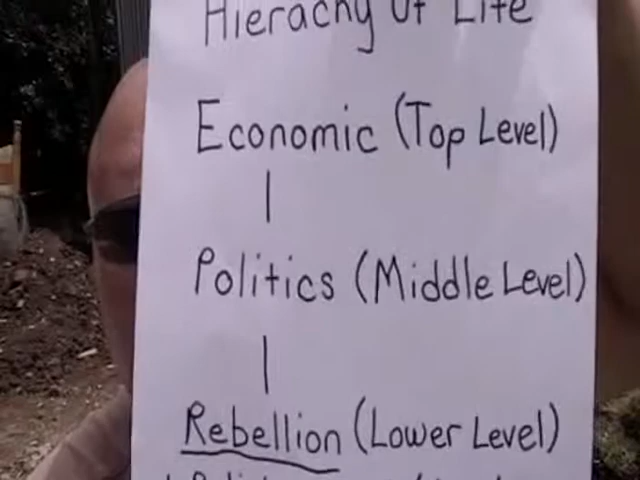 Hierachy Of Life
Economic (Top Level)
Politics (Middle Level)
Rebellion (Lower Level)